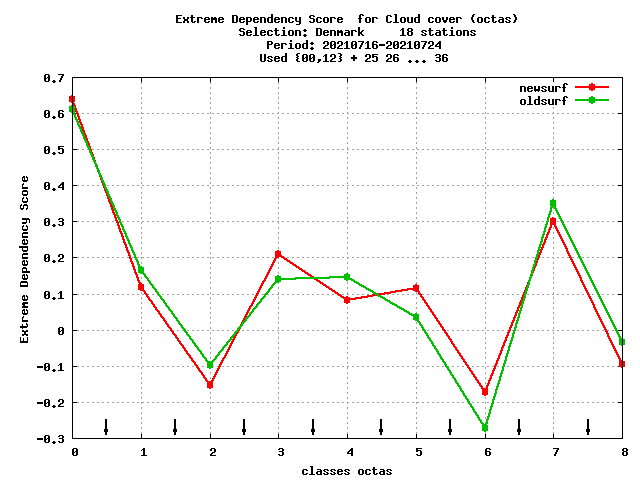 Extreme Dependency Score  for Cloud cover (octas)
Selection: Denmark     18 stations
Period: 20210716-20210724
Used {00,12} + 25 26 ... 36
newsurf
oldsurf
0.7
0.6
0.5
0.4
0.3
0.2
0.1
0
-0.1
-0.2
-0.3
Extreme Dependency Score
0 1 2 3 4 5 6 7 8
classes octas